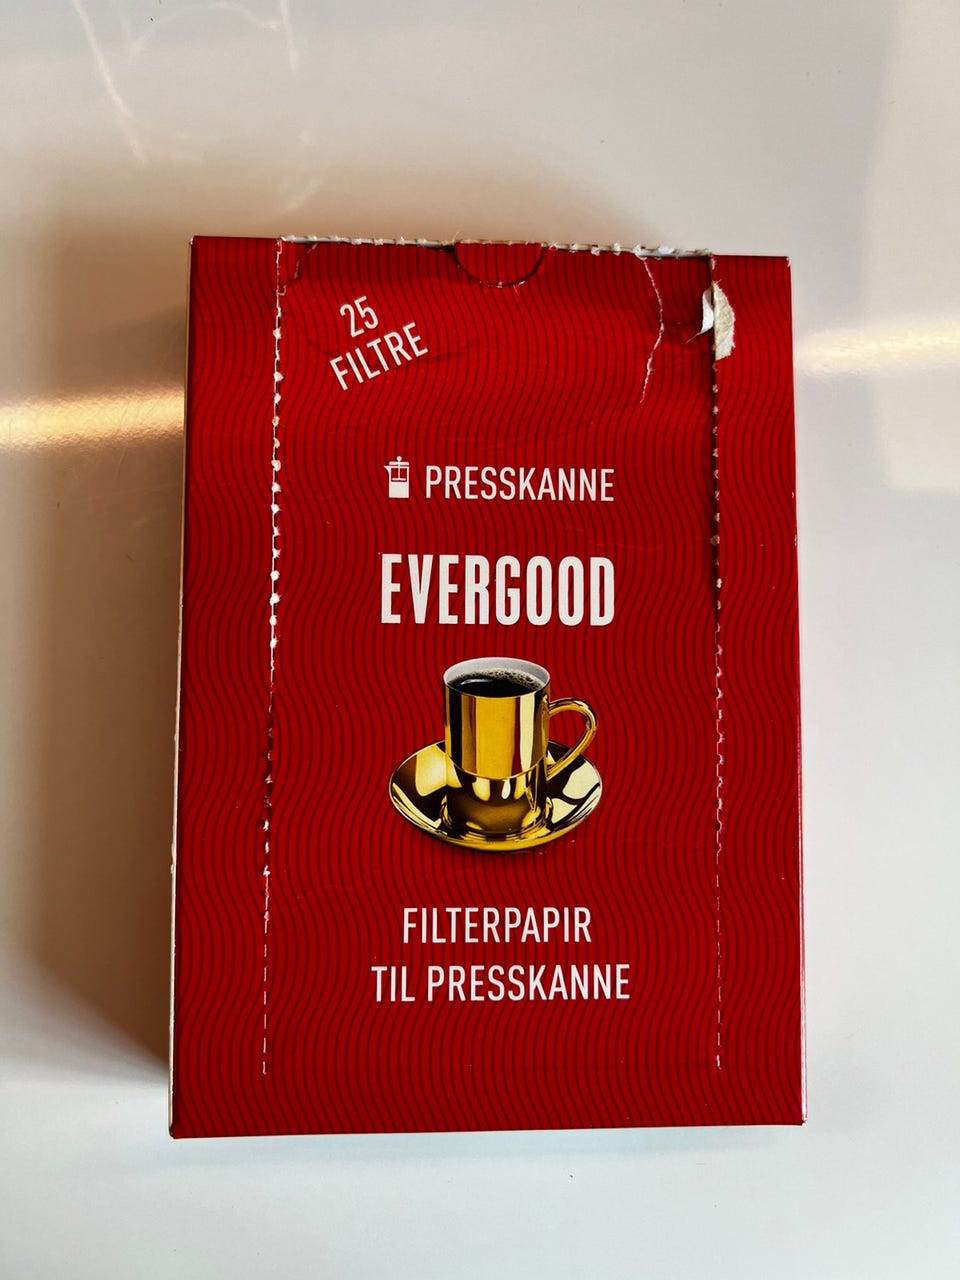 25
FILTRE
PRESSKANNE
EVERGOOD
FILTERPAPIR
TIL PRESSKANNE